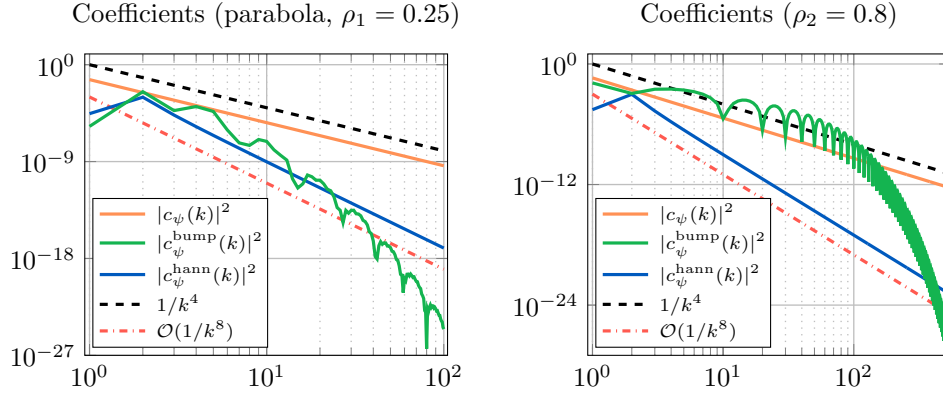 Coefficients (parabola, ρ₁ = 0.25)
10⁰
10⁻⁹
10⁻¹⁸
10⁻²⁷
|c_ψ(k)|²
|c_ψ^bump(k)|²
|c_ψ^hann(k)|²
1/k⁴
𝒪(1/k⁸)
10⁰ 10¹ 10²
Coefficients (ρ₂ = 0.8)
10⁰
10⁻¹²
10⁻²⁴
|c_ψ(k)|²
|c_ψ^bump(k)|²
|c_ψ^hann(k)|²
1/k⁴
𝒪(1/k⁸)
10⁰ 10¹ 10²